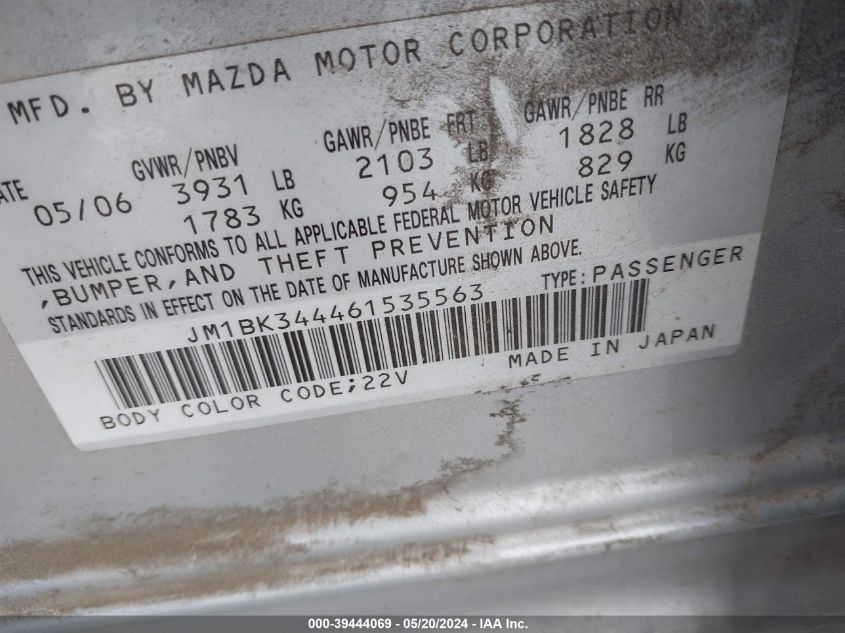 MFD. BY MAZDA MOTOR CORPORATION
ATE 05/06 GVWR/PNBV GAWR/PNBE FRT GAWR/PNBE RR
3931 LB 2103 LB 1828 LB
1783 KG 954 KG 829 KG
THIS VEHICLE CONFORMS TO ALL APPLICABLE FEDERAL MOTOR VEHICLE SAFETY
,BUMPER,AND THEFT PREVENTION
STANDARDS IN EFFECT ON THE DATE OF MANUFACTURE SHOWN ABOVE.
JM1BK344461535563 TYPE:PASSENGER
BODY COLOR CODE;22V MADE IN JAPAN
000-39444069 - 05/20/2024 - IAA Inc.